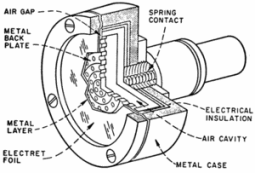 AIR GAP
METAL
BACK
PLATE
SPRING
CONTACT
METAL
LAYER
ELECTRET
FOIL
ELECTRICAL
INSULATION
AIR CAVITY
METAL CASE